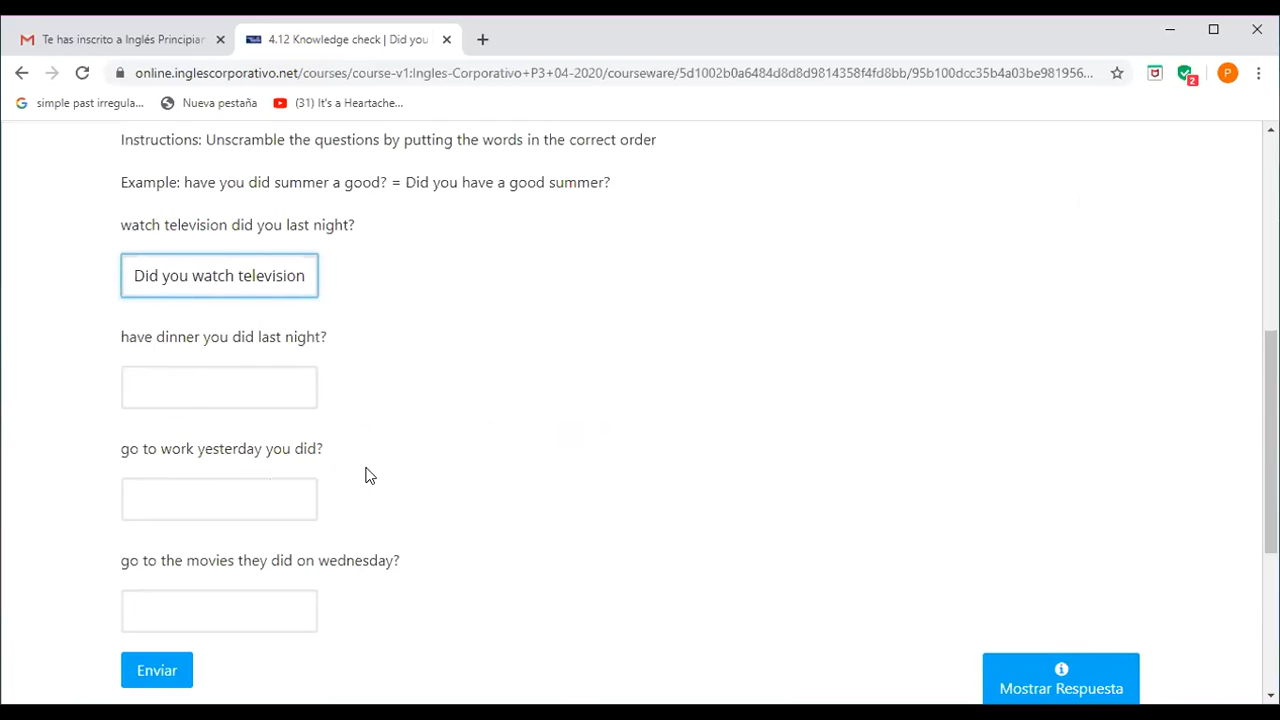 Te has inscrito a Inglés Principiar
4.12 Knowledge check | Did you
online.inglescorporativo.net/courses/course-v1:Ingles-Corporativo+P3+04-2020/courseware/5d1002b0a6484d8d8d9814358f4fd8bb/95b100dcc35b4a03be981956...
P
2
simple past irregula...
Nueva pestaña
(31) It's a Heartache...
Instructions: Unscramble the questions by putting the words in the correct order
Example: have you did summer a good? = Did you have a good summer?
watch television did you last night?
Did you watch television
have dinner you did last night?
go to work yesterday you did?
go to the movies they did on wednesday?
Enviar
Mostrar Respuesta